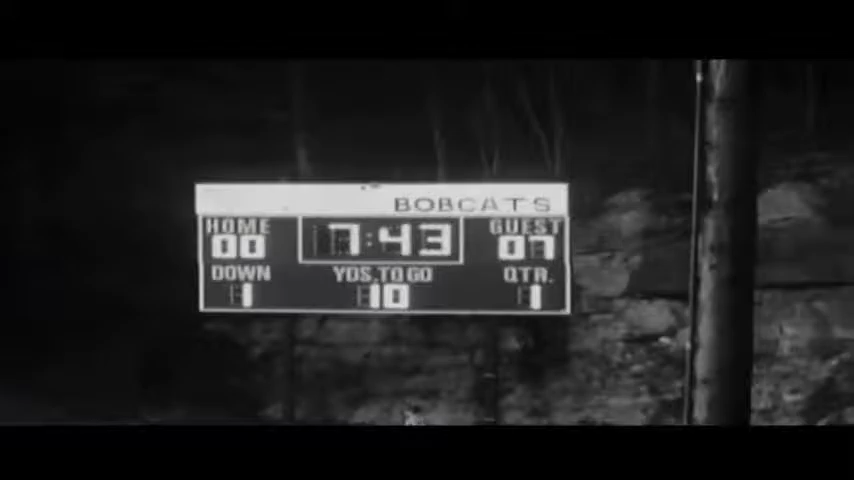 BOBCATS
HOME 7:43 GUEST
00 07
DOWN YDS. TO GO QTR.
1 10 1